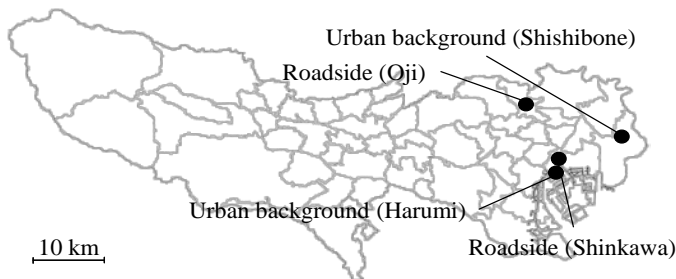 Urban background (Shishibone)
Roadside (Oji)
Urban background (Harumi)
Roadside (Shinkawa)
10 km